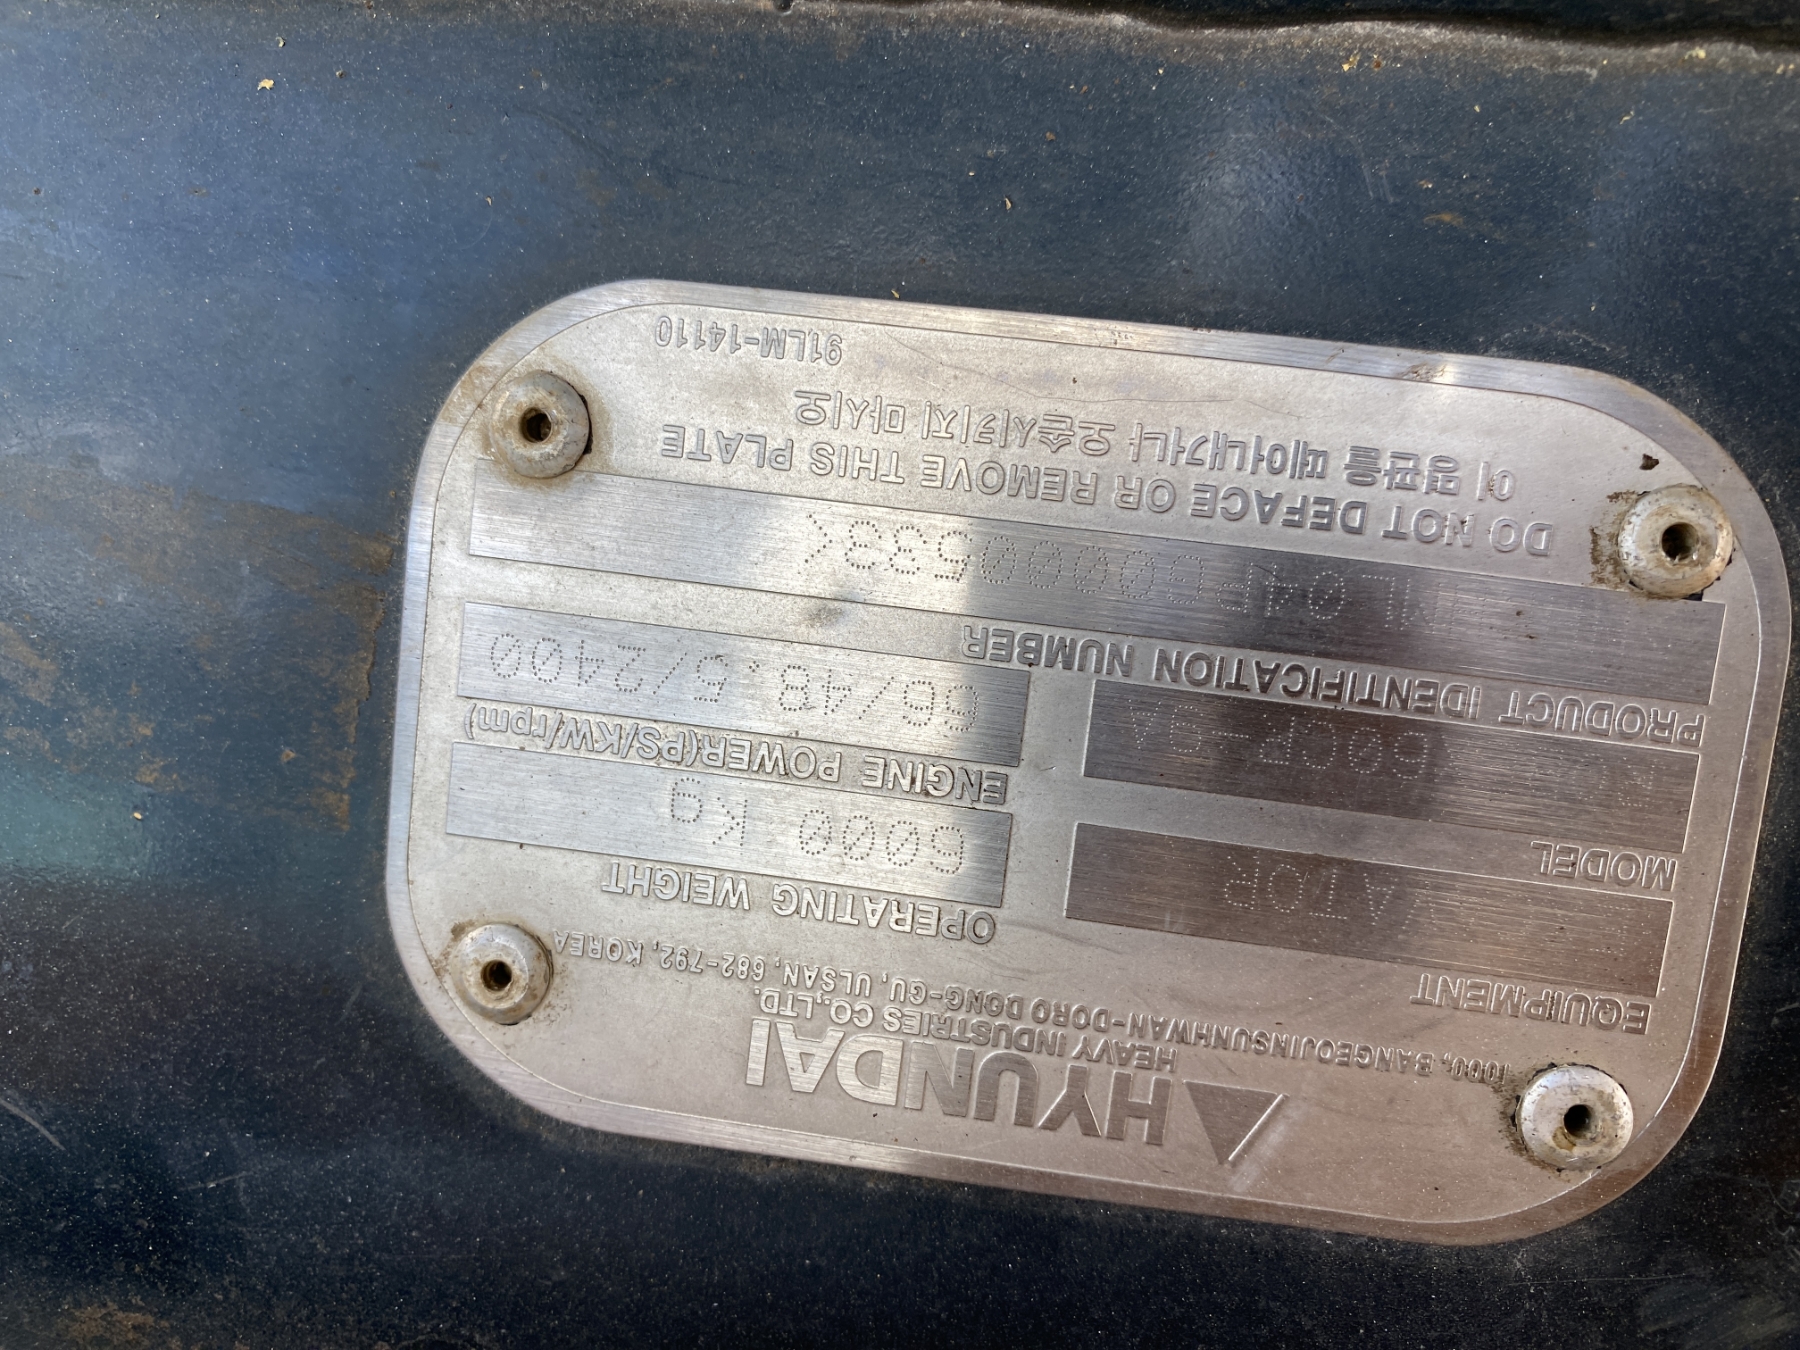 HYUNDAI
HEAVY INDUSTRIES CO.,LTD.
1000, BANGEOJINSUNHWAN-DORO DONG-GU, ULSAN, 682-792, KOREA
EQUIPMENT
OPERATING WEIGHT
6000 Kg
MODEL
ENGINE POWER(PS/KW/rpm)
66/48.5/2400
PRODUCT IDENTIFICATION NUMBER
DO NOT DEFACE OR REMOVE THIS PLATE
이 명판을 떼어내거나 오손시키지 마시오
91LM-14110